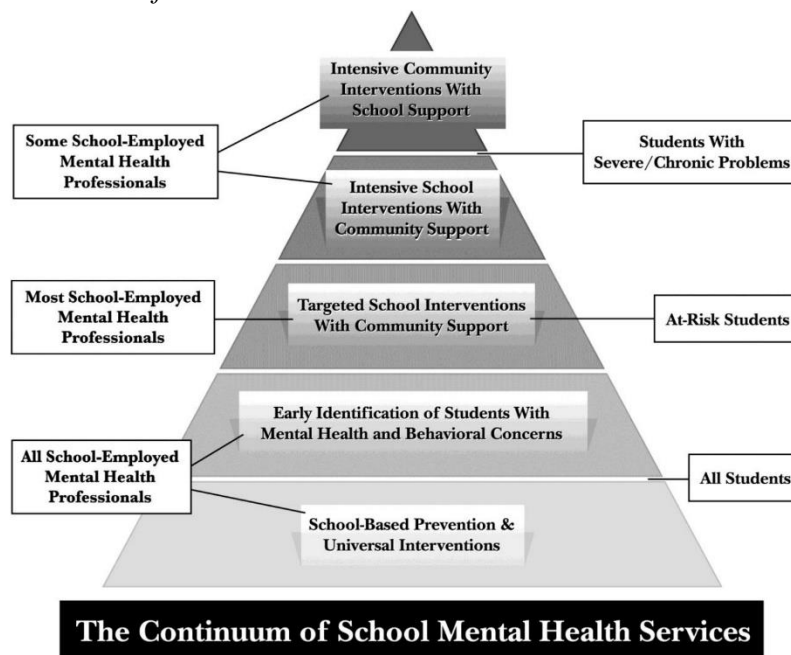 Intensive Community
Interventions With
School Support
Some School-Employed
Mental Health
Professionals
Students With
Severe/Chronic Problems
Intensive School
Interventions With
Community Support
Most School-Employed
Mental Health
Professionals
Targeted School Interventions
With Community Support
At-Risk Students
Early Identification of Students With
Mental Health and Behavioral Concerns
All School-Employed
Mental Health
Professionals
All Students
School-Based Prevention &
Universal Interventions
The Continuum of School Mental Health Services